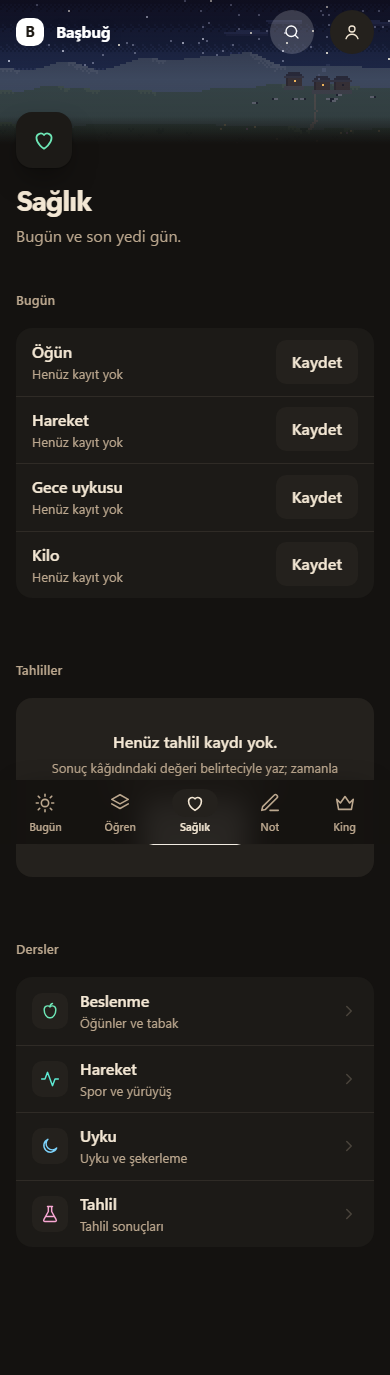 B Başbuğ
Sağlık
Bugün ve son yedi gün.
Bugün
Öğün
Henüz kayıt yok
Kaydet
Hareket
Henüz kayıt yok
Kaydet
Gece uykusu
Henüz kayıt yok
Kaydet
Kilo
Henüz kayıt yok
Kaydet
Tahliller
Henüz tahlil kaydı yok.
Sonuç kâğıdındaki değeri belirteciyle yaz; zamanla
Bugün
Öğren
Sağlık
Not
King
Dersler
Beslenme
Öğünler ve tabak
Hareket
Spor ve yürüyüş
Uyku
Uyku ve şekerleme
Tahlil
Tahlil sonuçları